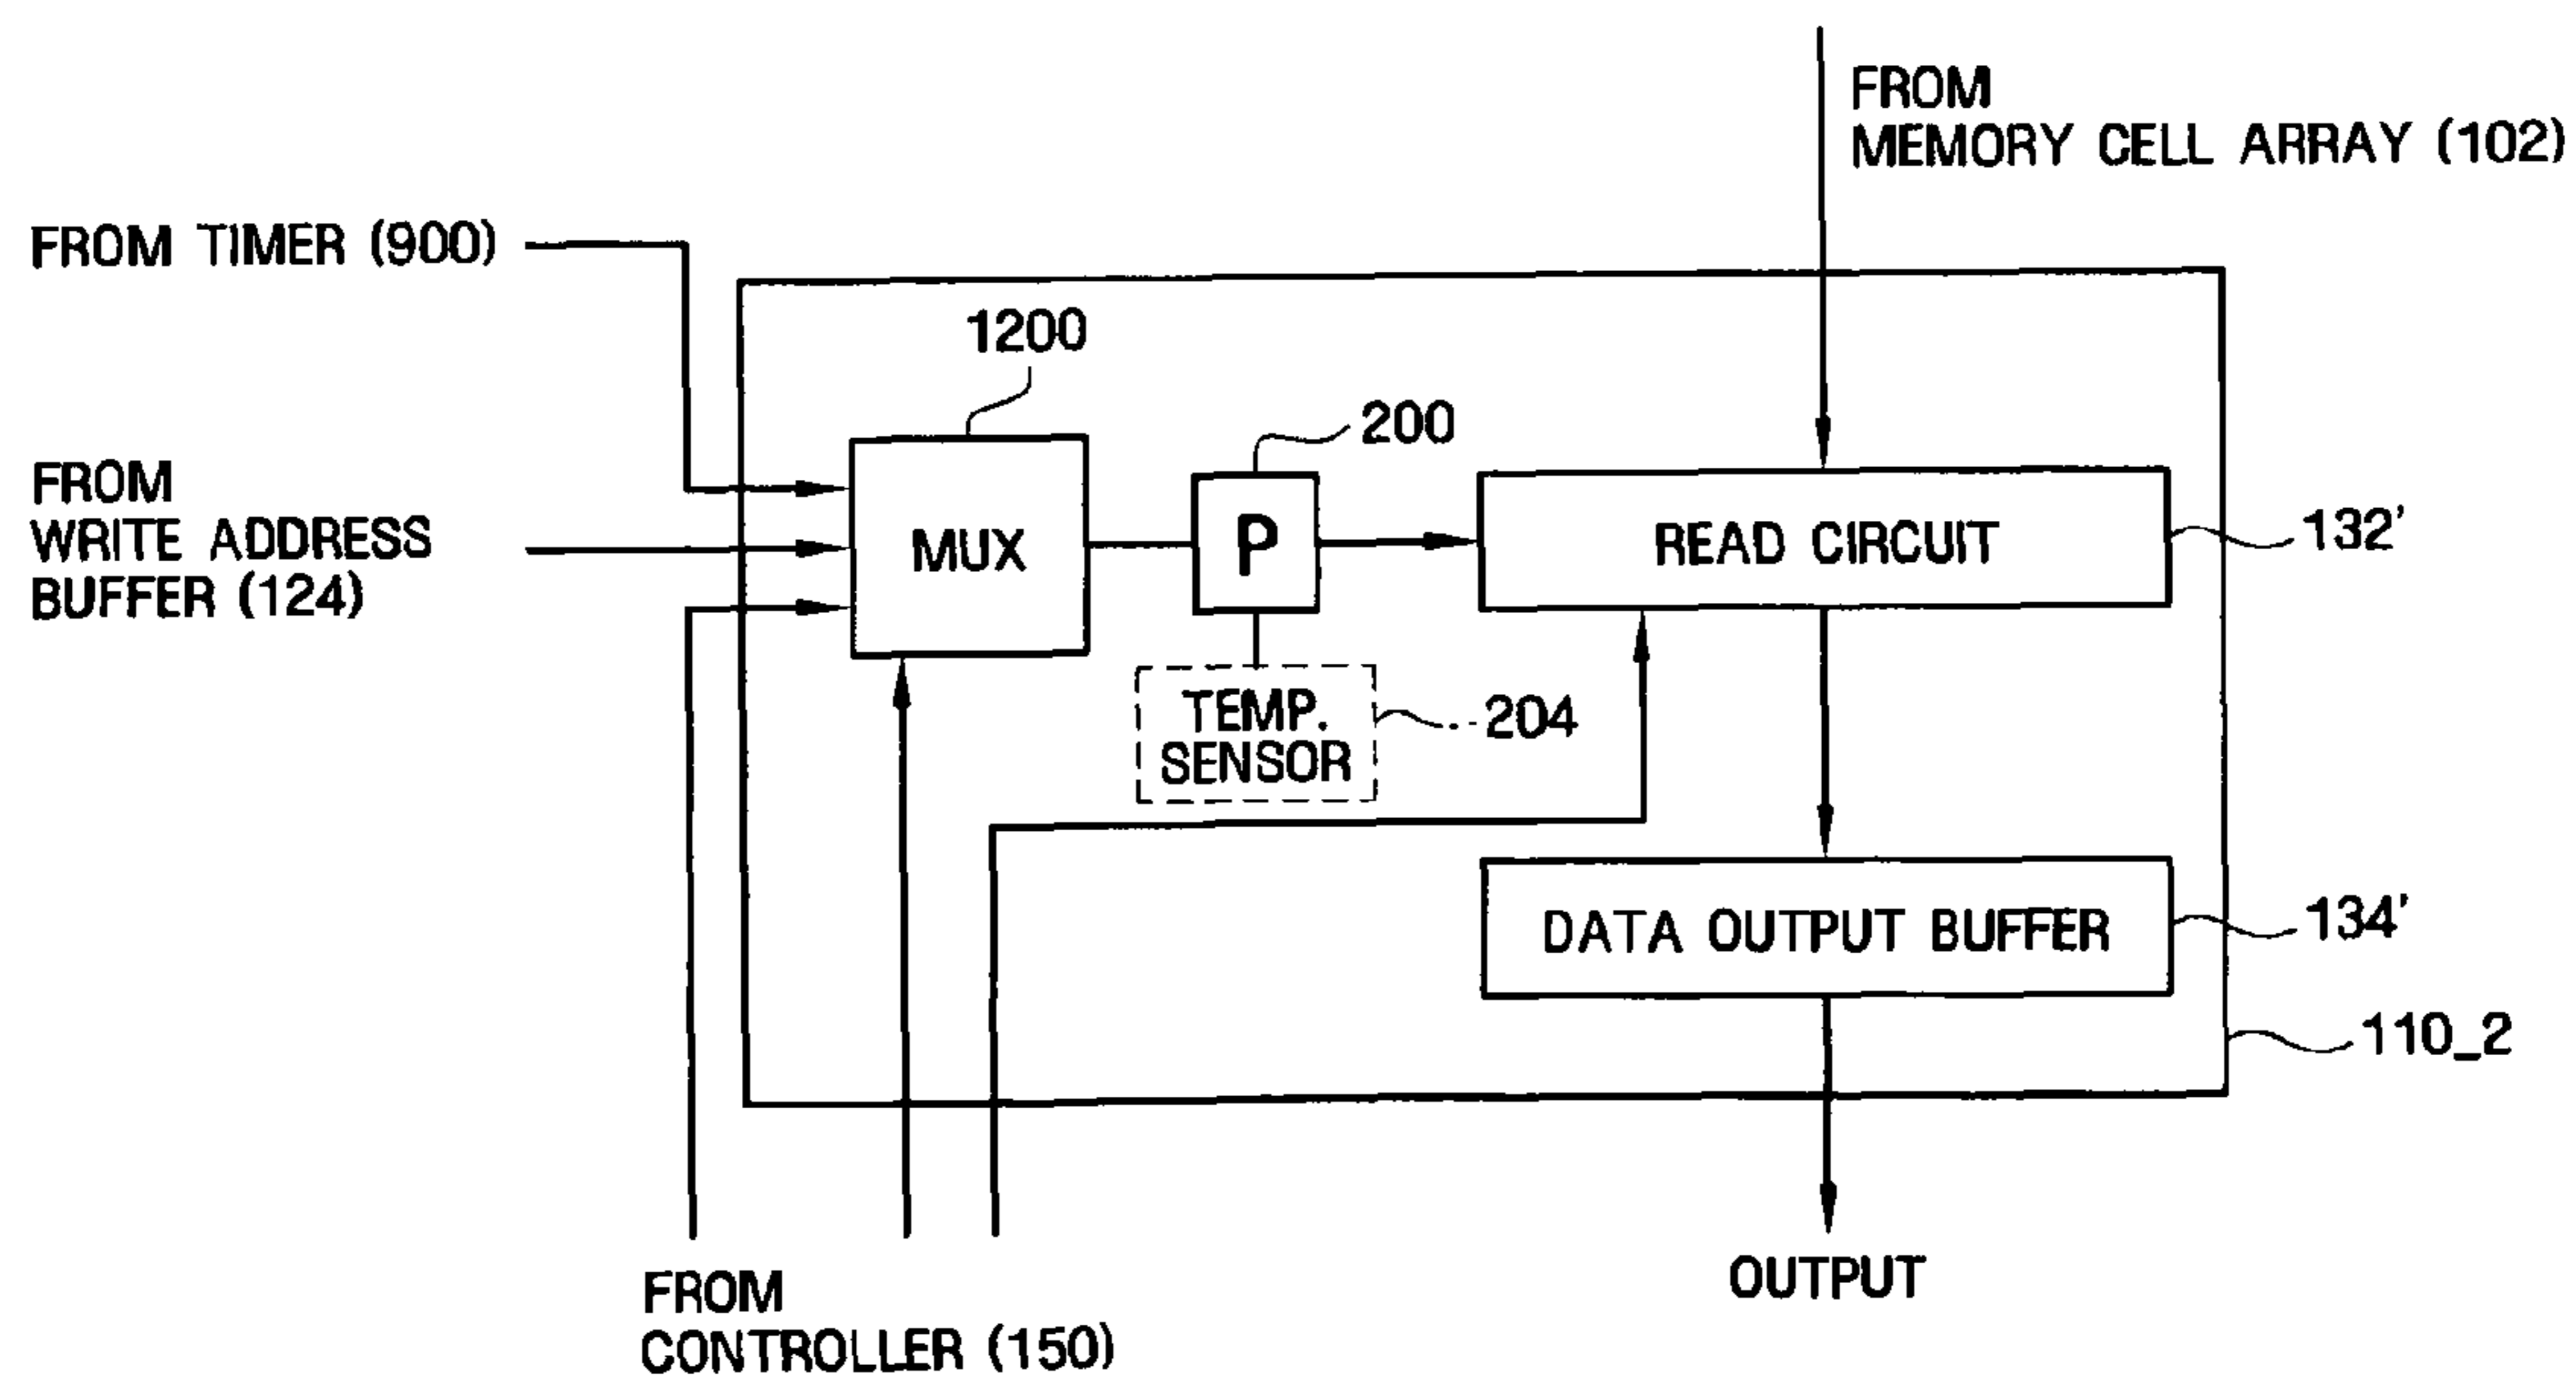 FROM
MEMORY CELL ARRAY (102)
FROM TIMER (900)
1200
200
FROM
WRITE ADDRESS
BUFFER (124)
MUX
P
READ CIRCUIT
132'
TEMP.
SENSOR
204
DATA OUTPUT BUFFER
134'
110_2
OUTPUT
FROM
CONTROLLER (150)